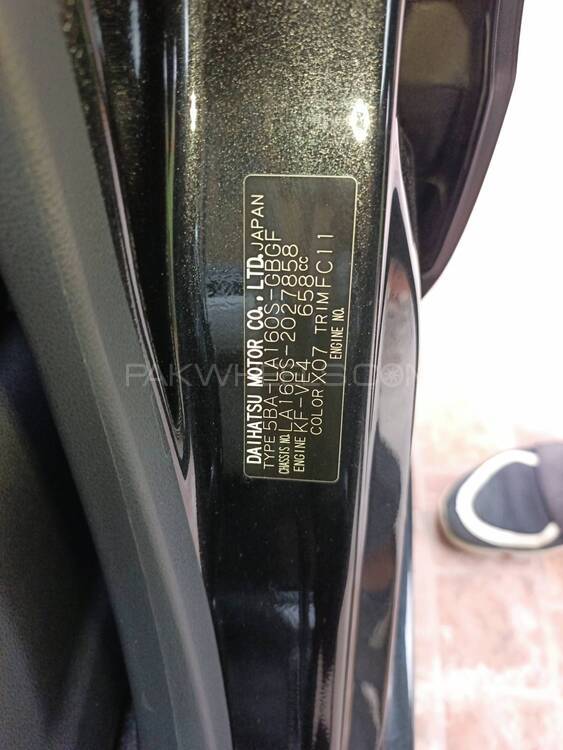 DAIHATSU MOTOR CO., LTD. JAPAN
TYPE 5BA-LA160S-GBGF
CHASSIS NO. LA160S-2027858
ENGINE KF-VE4 658cc
COLOR X07 TRIM FC11
ENGINE NO.
PAKWHEELS